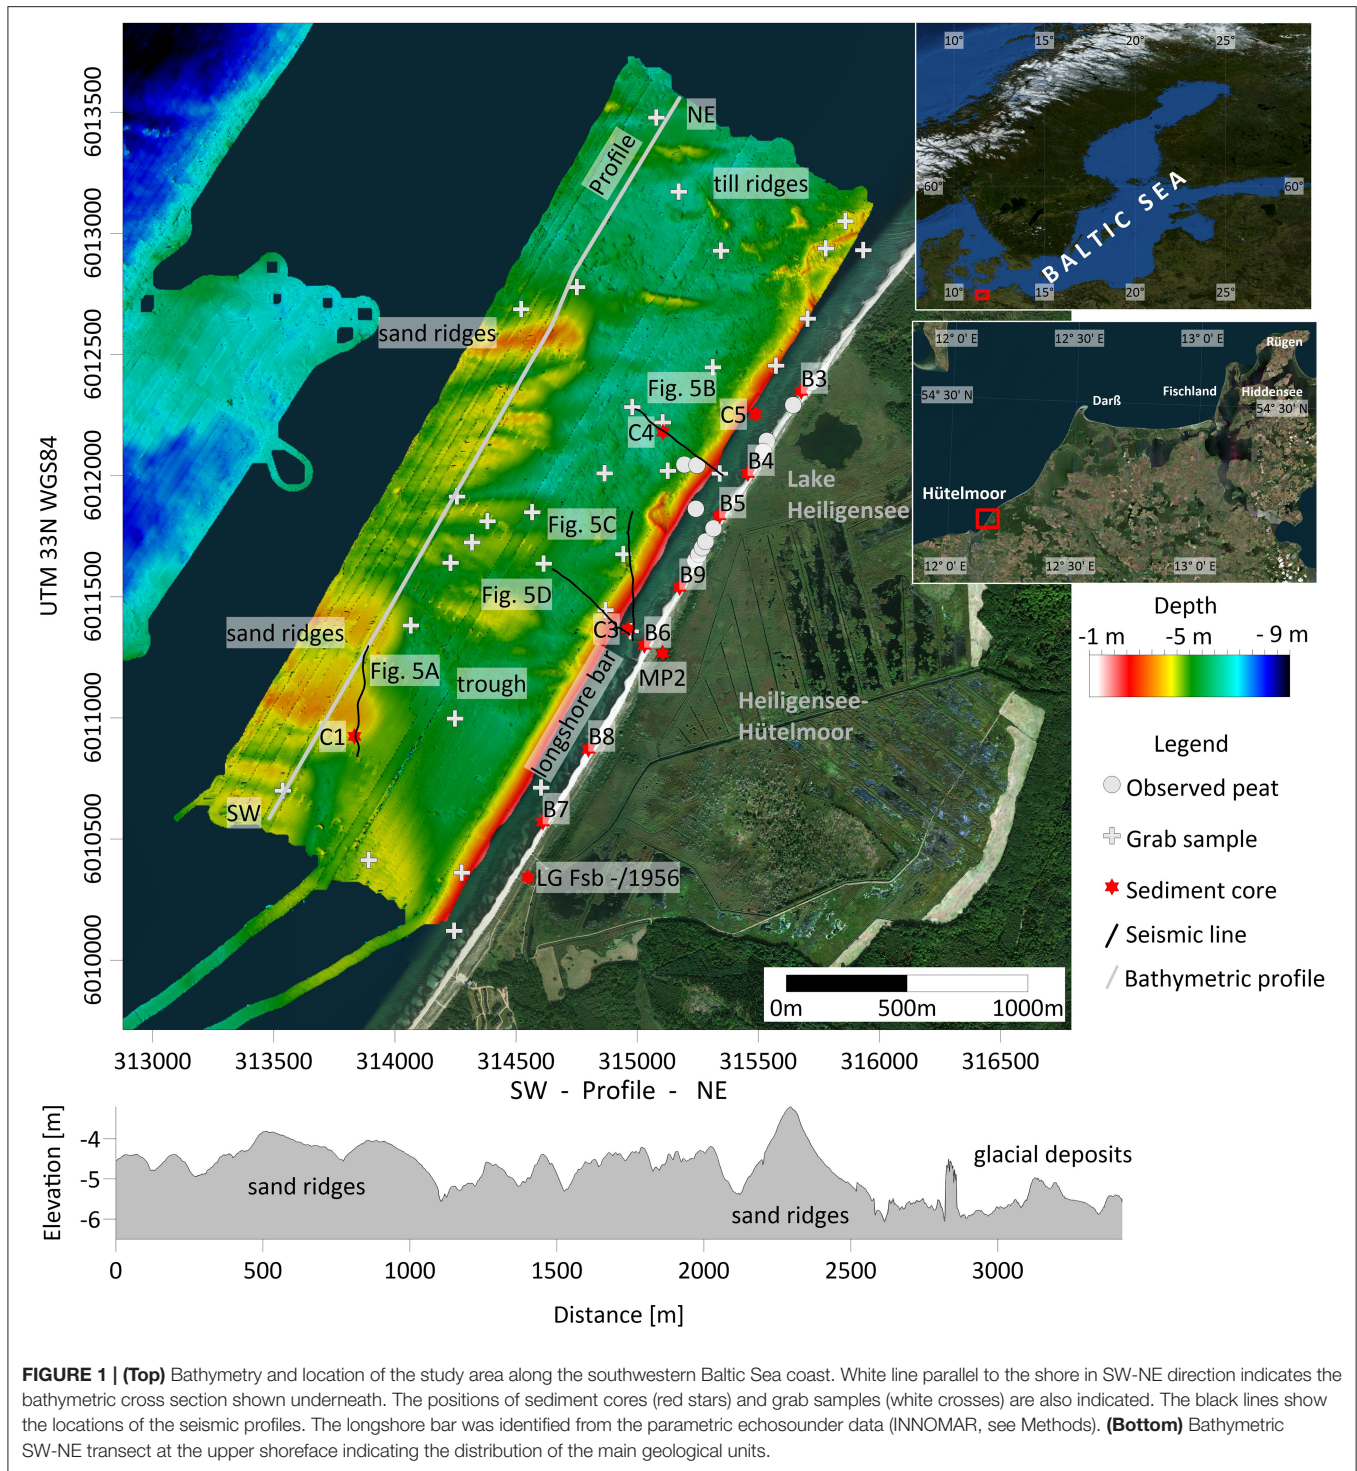 UTM 33N WGS84
6013500
6013000
6012500
6012000
6011500
6011000
6010500
6010000
NE
Profile
till ridges
sand ridges
Fig. 5B
B3
C5
C4
B4
Lake
Heiligensee
B5
Fig. 5C
B9
Fig. 5D
sand ridges
C3
B6
Fig. 5A
trough
MP2
longshore bar
Heiligensee-
Hütelmoor
C1
B8
SW
B7
LG Fsb -/1956
0m 500m 1000m
313000 313500 314000 314500 315000 315500 316000 316500
10° 15° 20° 25°
60° 60°
BALTIC SEA
10° 15° 20° 25°
12° 0' E 12° 30' E 13° 0' E
Rügen
54° 30' N Fischland Hiddensee
Darß 54° 30' N
Hütelmoor
12° 0' E 12° 30' E 13° 0' E
Depth
-1 m -5 m - 9 m
Legend
Observed peat
Grab sample
Sediment core
Seismic line
Bathymetric profile
SW - Profile - NE
Elevation [m]
-4
-5
-6
sand ridges
sand ridges
glacial deposits
0 500 1000 1500 2000 2500 3000
Distance [m]
FIGURE 1 | (Top) Bathymetry and location of the study area along the southwestern Baltic Sea coast. White line parallel to the shore in SW-NE direction indicates the
bathymetric cross section shown underneath. The positions of sediment cores (red stars) and grab samples (white crosses) are also indicated. The black lines show
the locations of the seismic profiles. The longshore bar was identified from the parametric echosounder data (INNOMAR, see Methods). (Bottom) Bathymetric
SW-NE transect at the upper shoreface indicating the distribution of the main geological units.